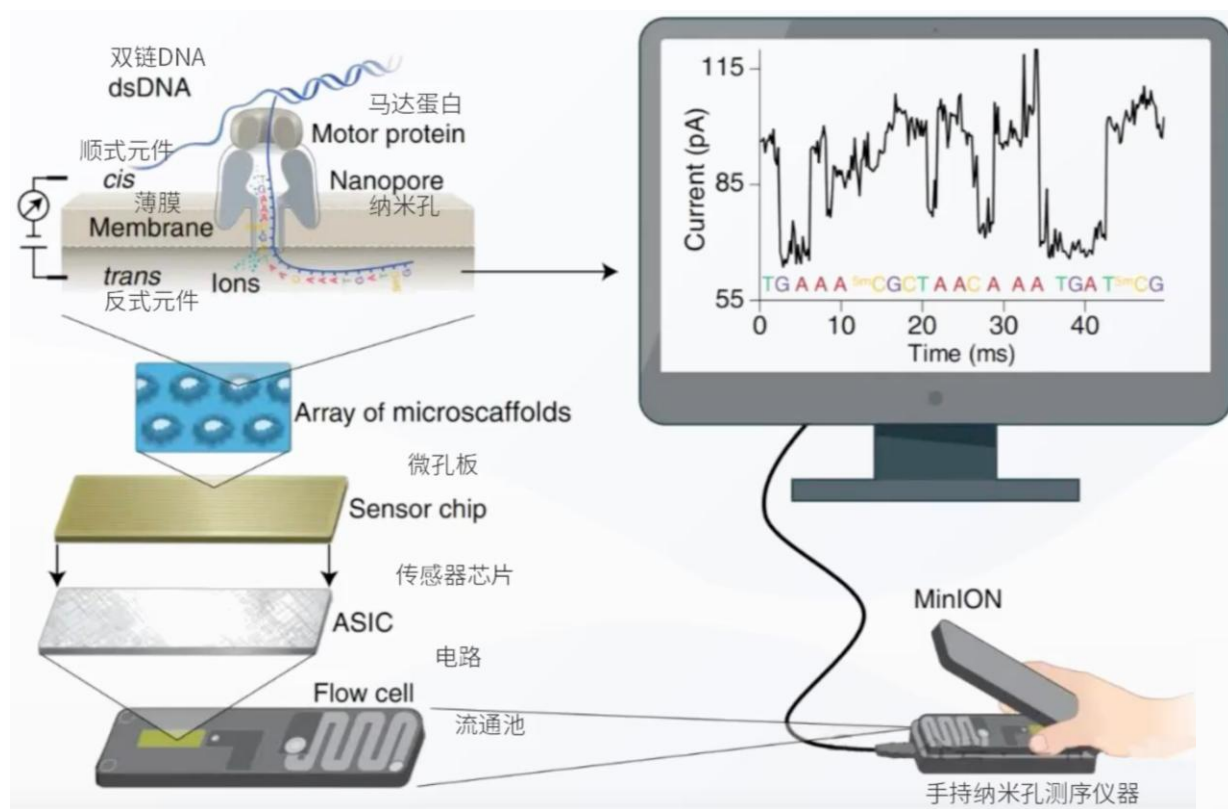 双链DNA
dsDNA
马达蛋白
Motor protein
顺式元件
cis
Nanopore
薄膜
纳米孔
Membrane
trans
Ions
反式元件
Array of microscaffolds
微孔板
Sensor chip
传感器芯片
ASIC
电路
Flow cell
流通池
Current (pA)
115
85
55
TGAAA5mCGCTAACA AA TGAT5mCG
0 10 20 30 40
Time (ms)
MinION
手持纳米孔测序仪器